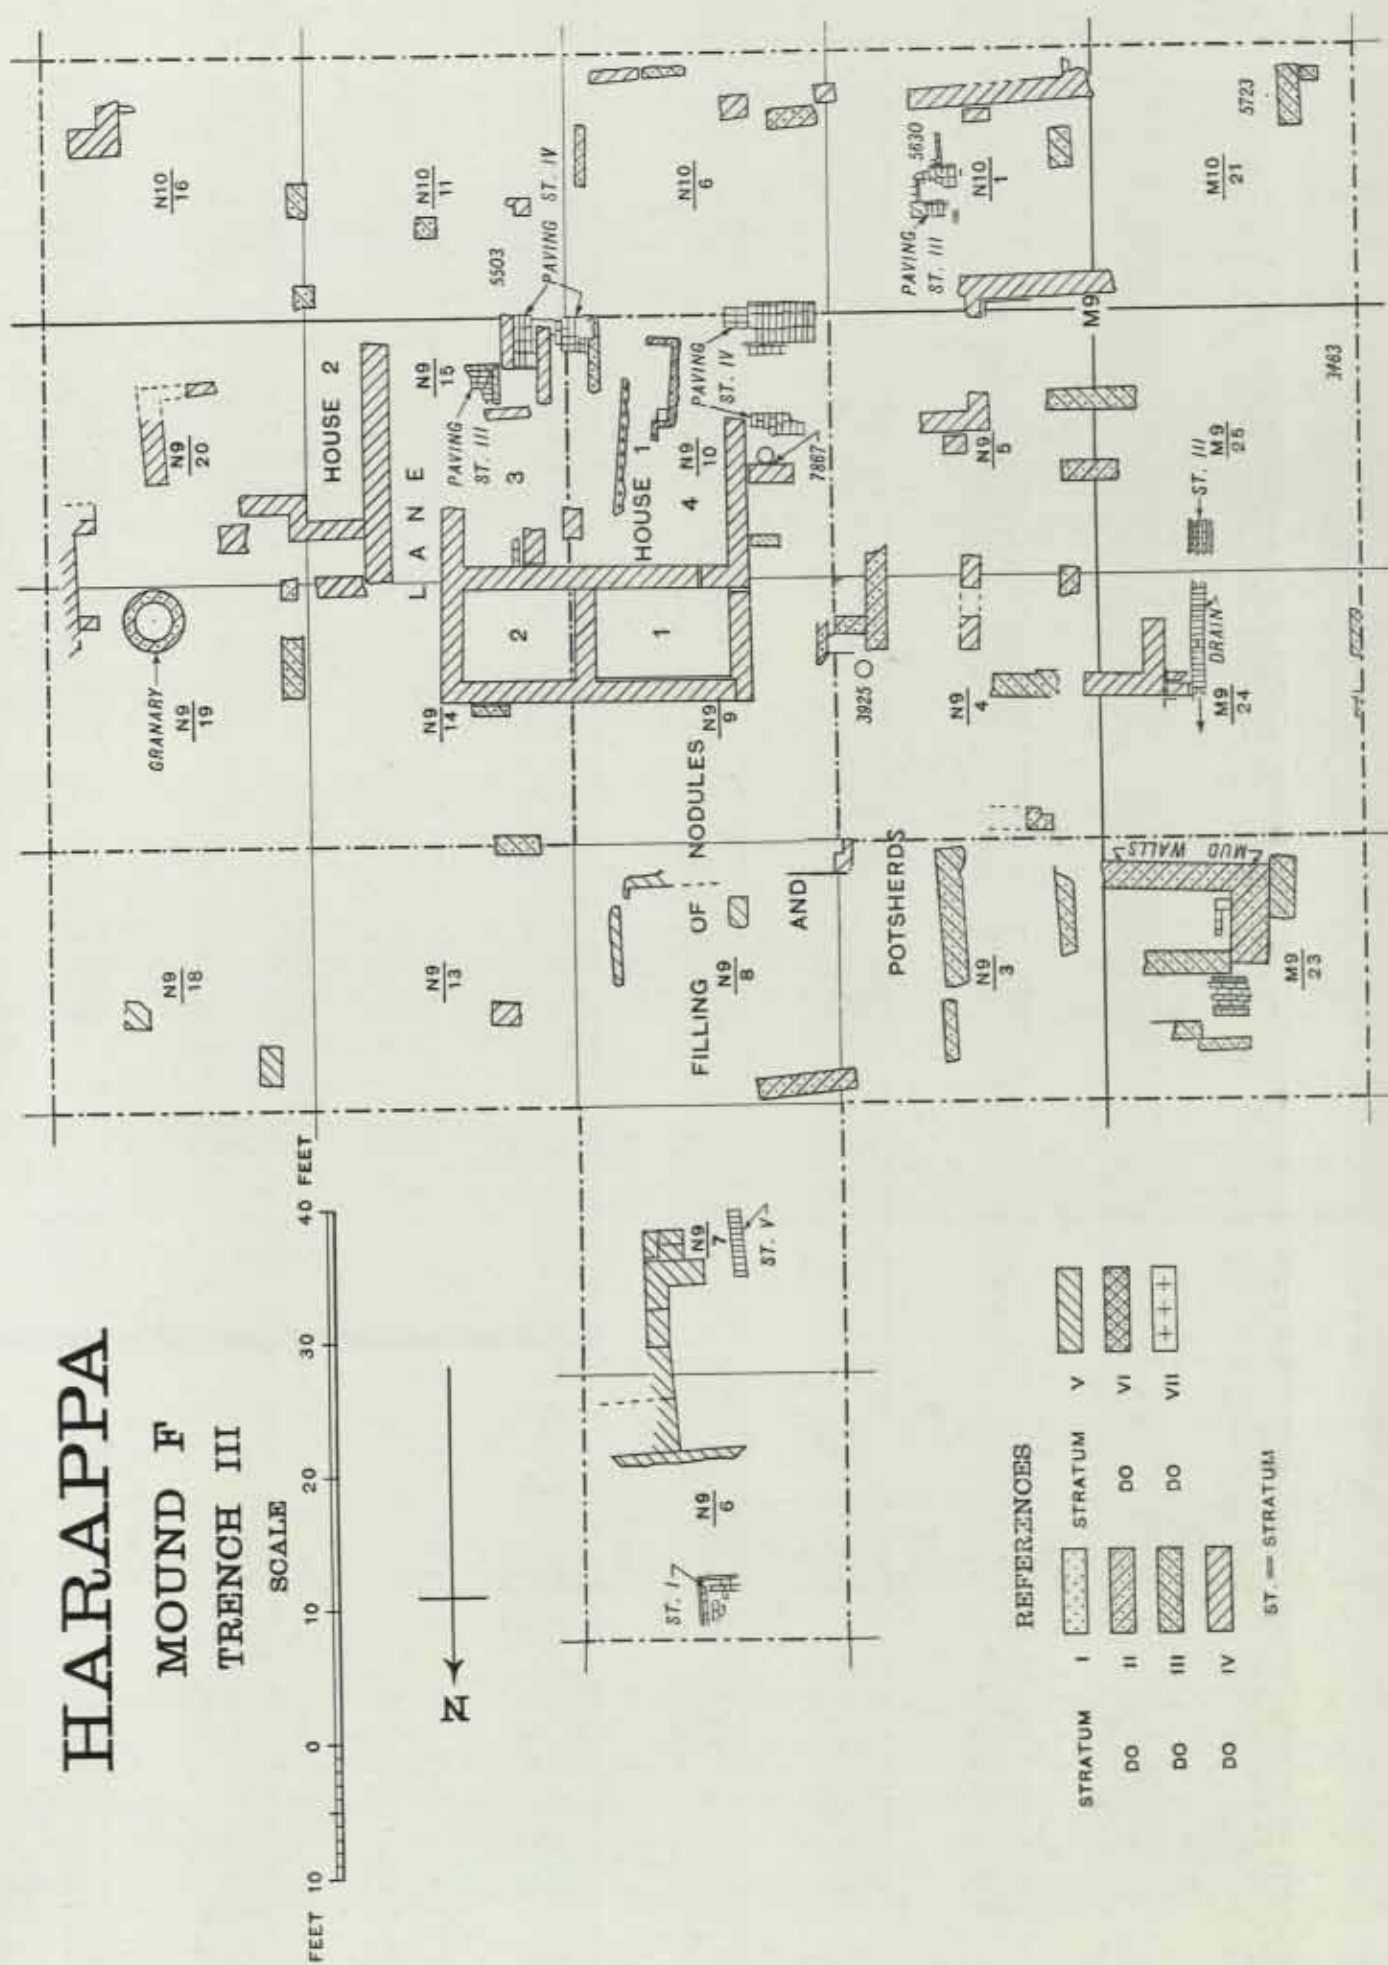 HARAPPA
MOUND F
TRENCH III
SCALE
FEET 10 0 10 20 30 40 FEET
N
N10
16
N10
11
N10
6
N10
1
M10
21
5723
5630
PAVING
ST. III
PAVING ST. IV
5503
N9
20
HOUSE 2
LANE
N9
15
PAVING
ST. III
3
HOUSE 1
N9
10
4
PAVING
ST. IV
7867
N9
5
M9
ST. III
M9
25
3463
GRANARY
N9
19
N9
14
2
1
N9
9
3925
N9
4
DRAIN
M9
24
N9
18
N9
13
FILLING OF NODULES
AND
POTSHERDS
N9
8
N9
3
MUD WALLS
M9
23
N9
7
ST. V
N9
6
ST. I
REFERENCES
STRATUM I STRATUM V
DO II DO VI
DO III DO VII
DO IV
ST. = STRATUM